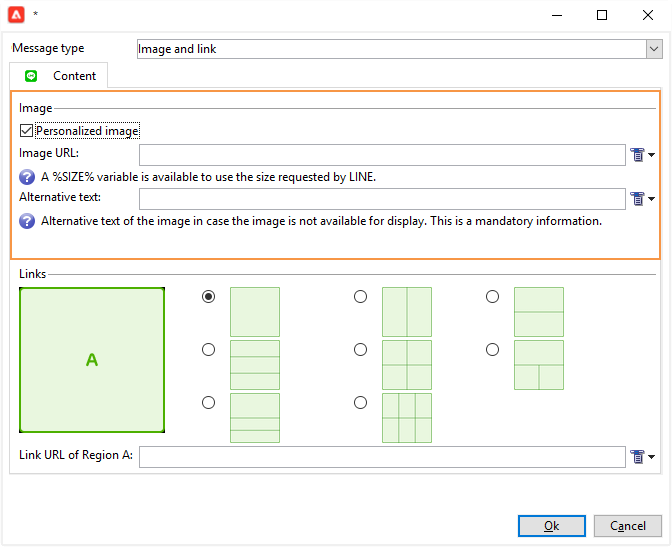 *
Message type
Image and link
Content
Image
Personalized image
Image URL:
A %SIZE% variable is available to use the size requested by LINE.
Alternative text:
Alternative text of the image in case the image is not available for display. This is a mandatory information.
Links
A
Link URL of Region A:
Ok Cancel